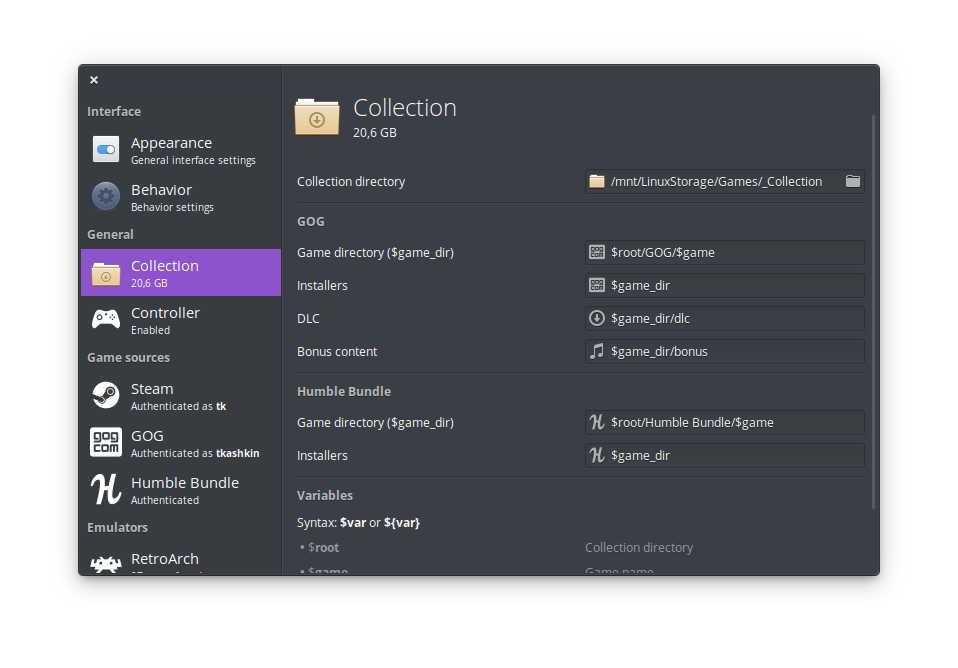 Interface
Appearance
General interface settings
Behavior
Behavior settings
General
Collection
20,6 GB
Controller
Enabled
Game sources
Steam
Authenticated as tk
GOG
Authenticated as tkashkin
Humble Bundle
Authenticated
Emulators
RetroArch
Collection
20,6 GB
Collection directory /mnt/LinuxStorage/Games/_Collection
GOG
Game directory ($game_dir) $root/GOG/$game
Installers $game_dir
DLC $game_dir/dlc
Bonus content $game_dir/bonus
Humble Bundle
Game directory ($game_dir) $root/Humble Bundle/$game
Installers $game_dir
Variables
Syntax: $var or ${var}
• $root Collection directory
• $game Game name